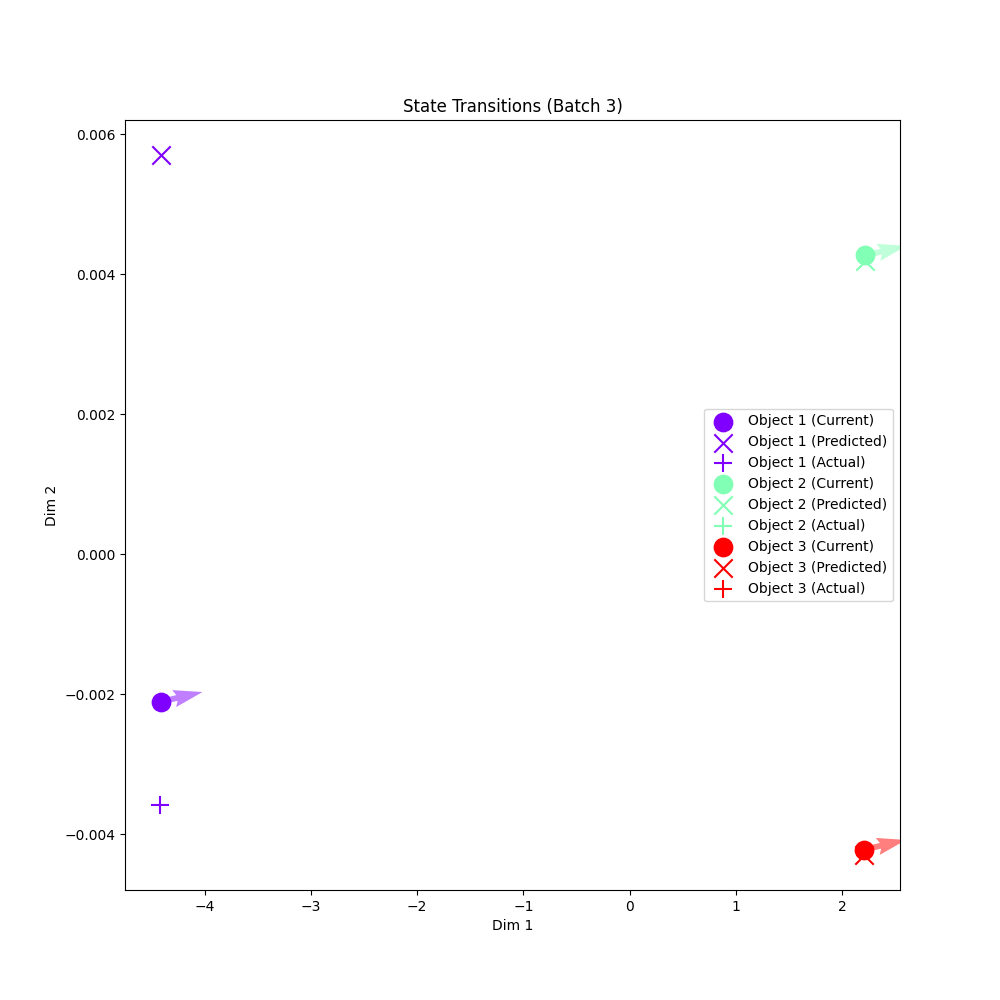 State Transitions (Batch 3)
0.006
0.004
0.002
0.000
−0.002
−0.004
Dim 2
Object 1 (Current)
Object 1 (Predicted)
Object 1 (Actual)
Object 2 (Current)
Object 2 (Predicted)
Object 2 (Actual)
Object 3 (Current)
Object 3 (Predicted)
Object 3 (Actual)
−4 −3 −2 −1 0 1 2
Dim 1